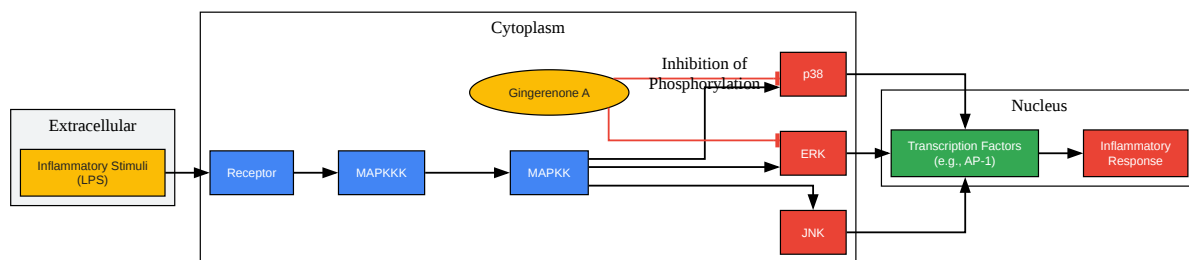 Cytoplasm
Extracellular
Inflammatory Stimuli
(LPS)
Receptor
MAPKKK
MAPKK
Gingerenone A
Inhibition of
Phosphorylation
p38
ERK
JNK
Nucleus
Transcription Factors
(e.g., AP-1)
Inflammatory
Response